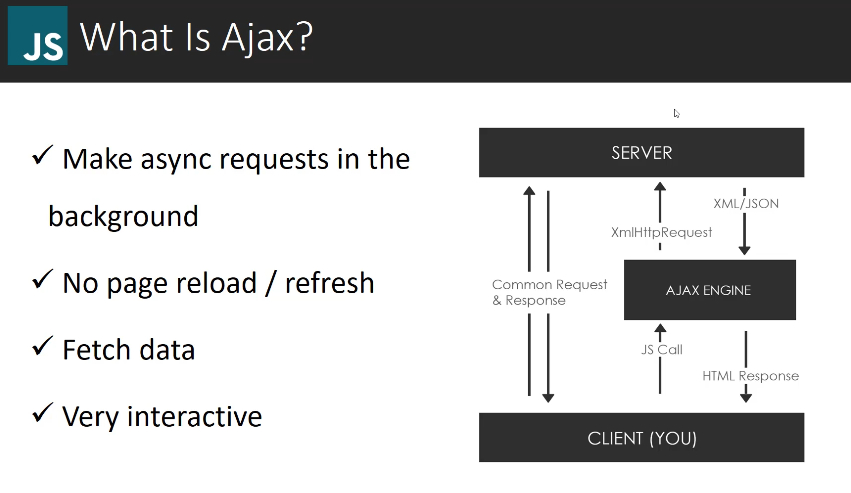 JS What Is Ajax?
Make async requests in the
background
No page reload / refresh
Fetch data
Very interactive
SERVER
XML/JSON
XmlHttpRequest
Common Request
& Response
AJAX ENGINE
JS Call
HTML Response
CLIENT (YOU)